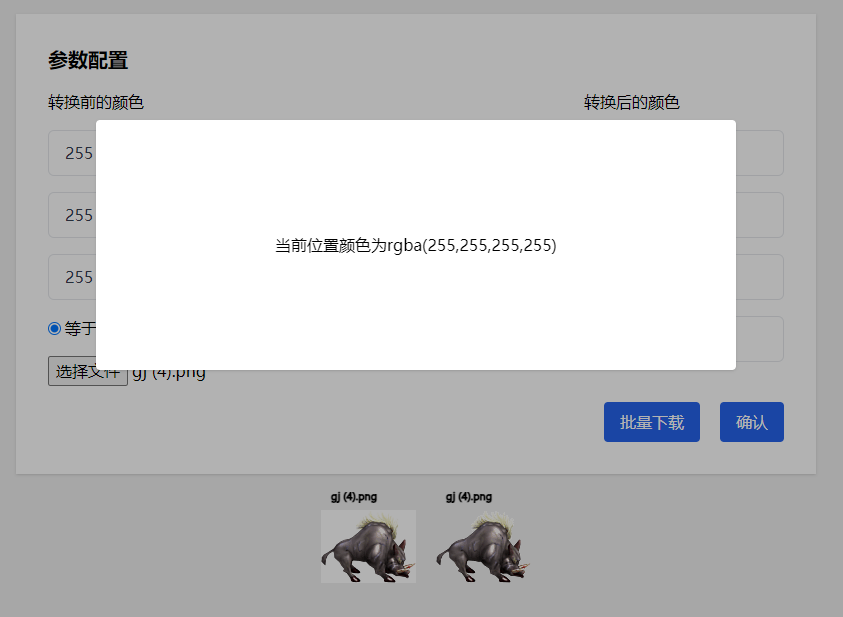 参数配置
转换前的颜色
转换后的颜色
255
255
当前位置颜色为rgba(255,255,255,255)
255
等于
选择文件 gj (4).png
批量下载
确认
gj (4).png
gj (4).png